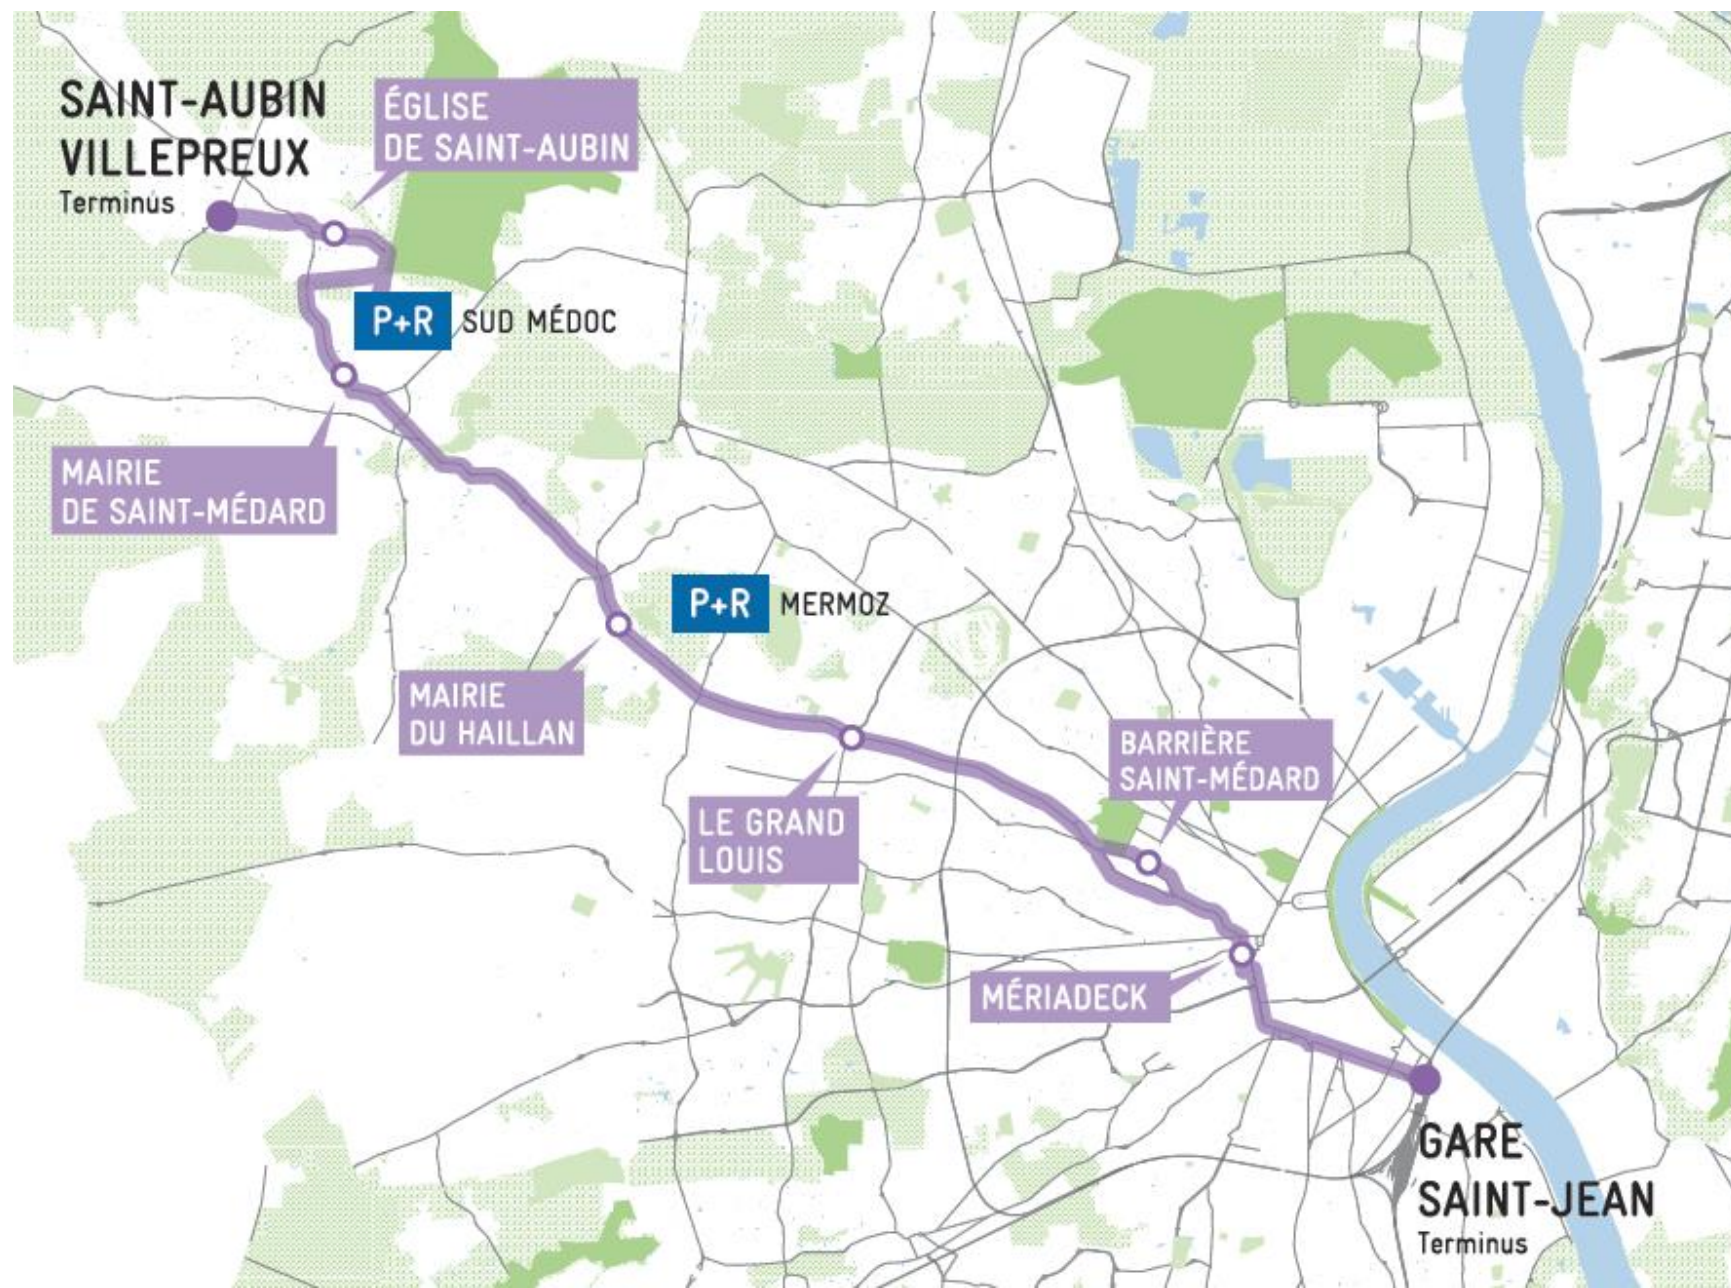 SAINT-AUBIN
VILLEPREUX
Terminus
ÉGLISE
DE SAINT-AUBIN
P+R SUD MÉDOC
MAIRIE
DE SAINT-MÉDARD
P+R MERMOZ
MAIRIE
DU HAILLAN
LE GRAND
LOUIS
BARRIÈRE
SAINT-MÉDARD
MÉRIADECK
GARE
SAINT-JEAN
Terminus